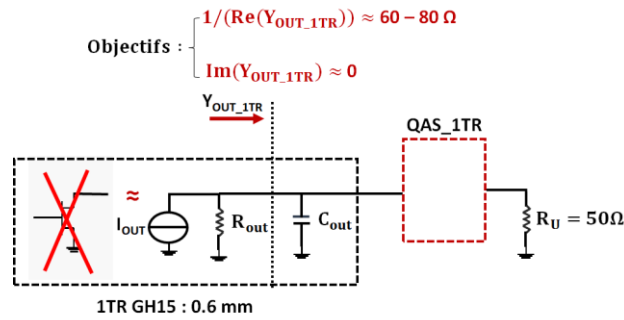 1/(Re(Y_OUT_1TR)) ≈ 60 – 80 Ω
Objectifs :
Im(Y_OUT_1TR) ≈ 0
Y_OUT_1TR
QAS_1TR
≈
I_OUT
R_out
C_out
R_U = 50Ω
1TR GH15 : 0.6 mm